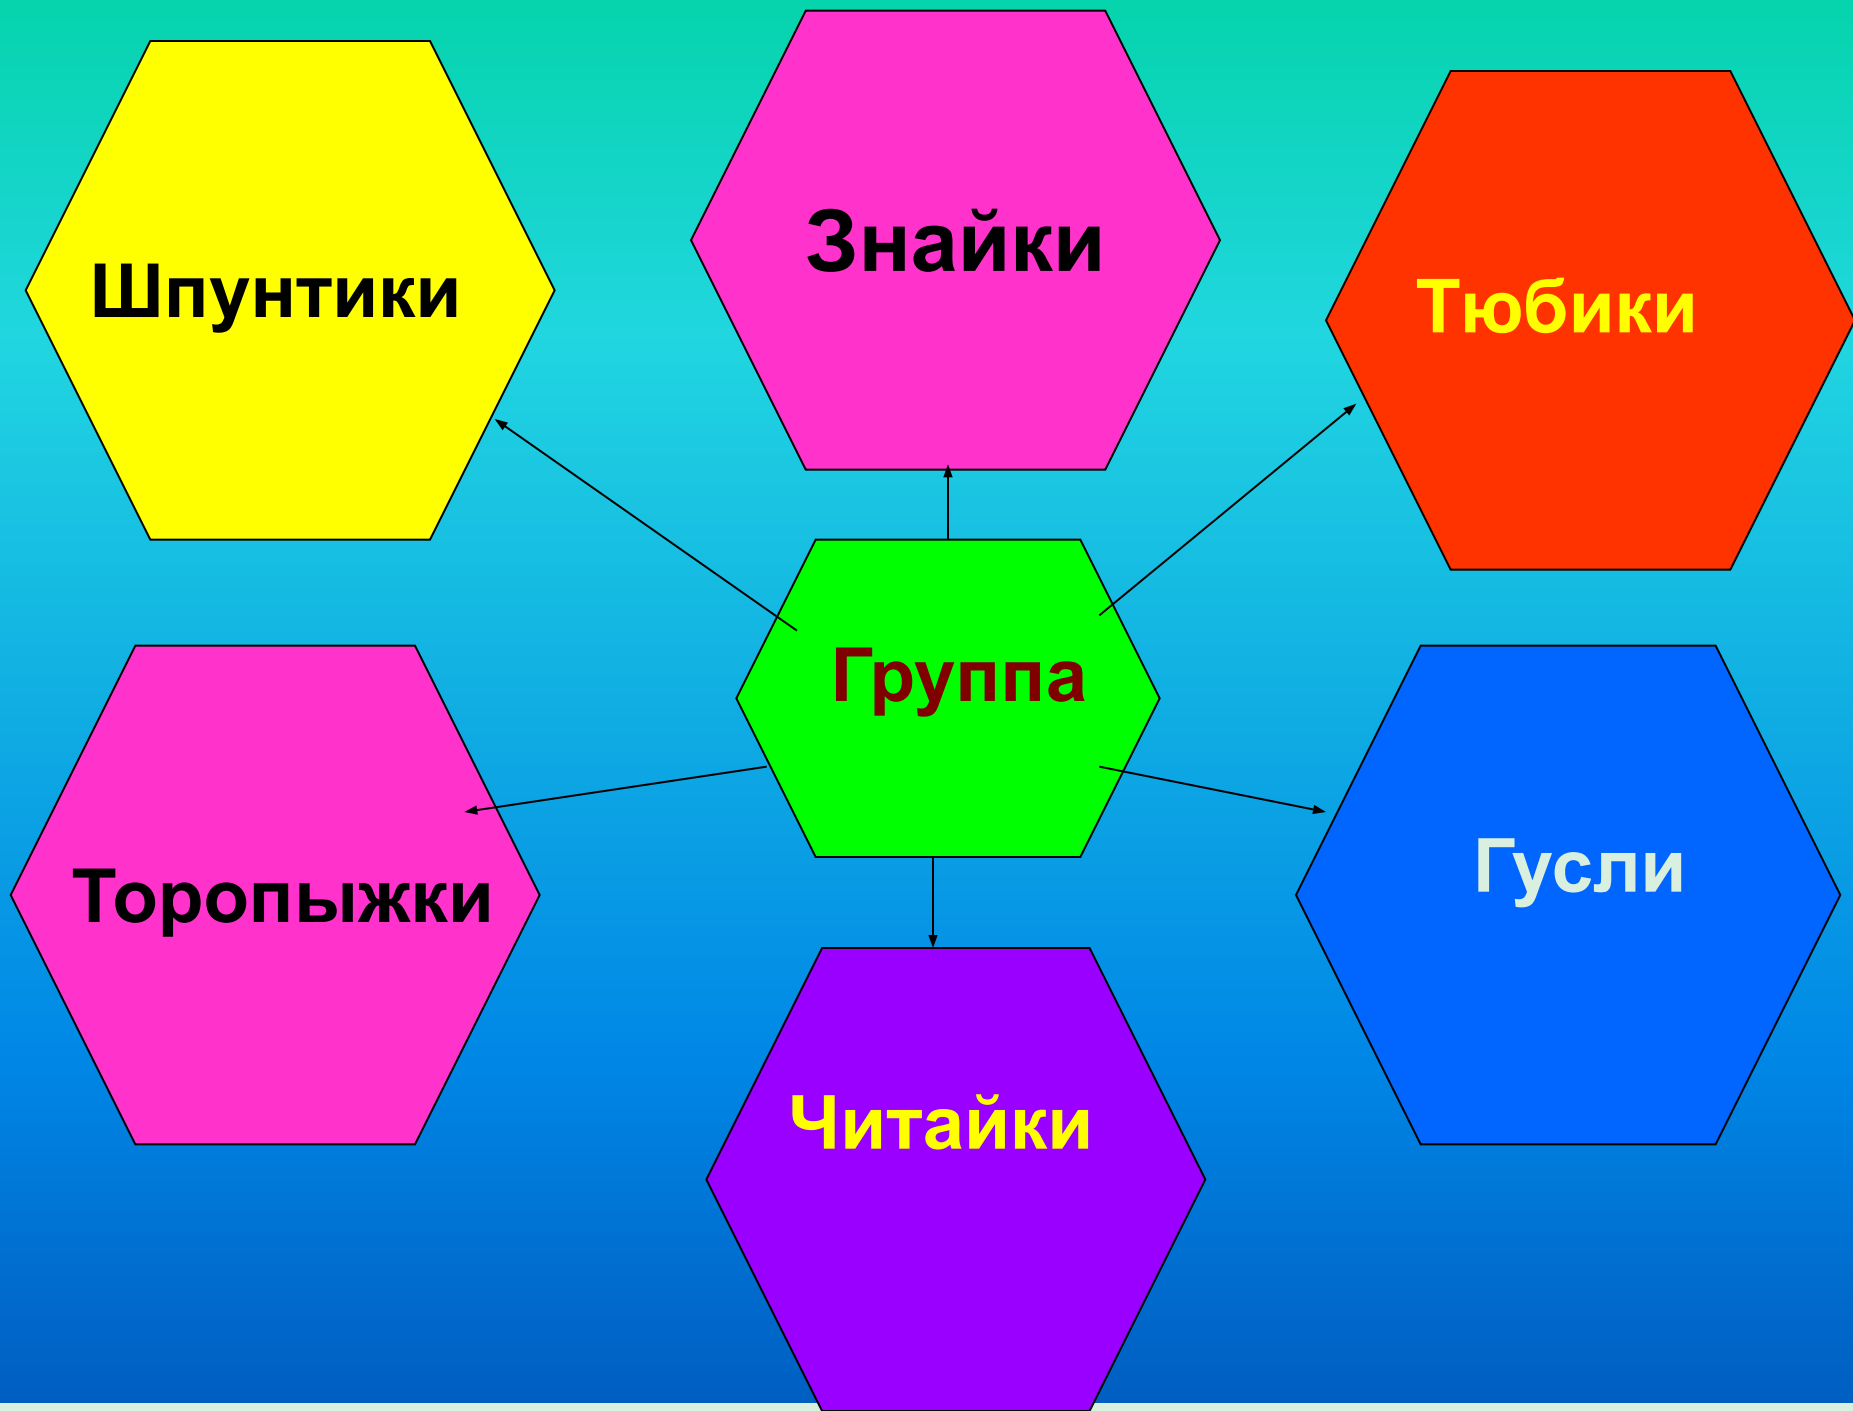 Знайки
Шпунтики
Тюбики
Группа
Торопыжки
Гусли
Читайки